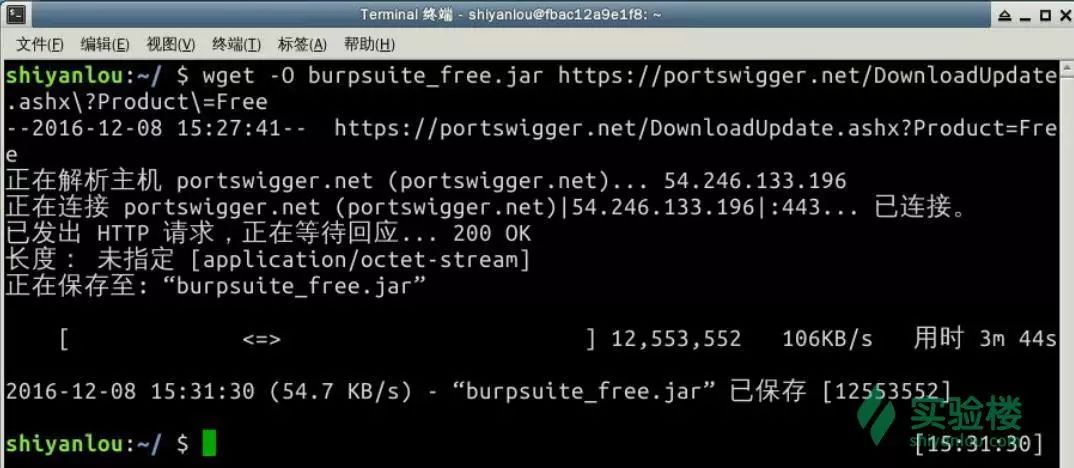 Terminal 终端 - shiyanlou@fbac12a9e1f8: ~
文件(F) 编辑(E) 视图(V) 终端(T) 标签(A) 帮助(H)
shiyanlou:~/ $ wget -O burpsuite_free.jar https://portswigger.net/DownloadUpdate
.ashx\?Product\=Free
--2016-12-08 15:27:41--  https://portswigger.net/DownloadUpdate.ashx?Product=Fre
e
正在解析主机 portswigger.net (portswigger.net)... 54.246.133.196
正在连接 portswigger.net (portswigger.net)|54.246.133.196|:443... 已连接。
已发出 HTTP 请求，正在等待回应... 200 OK
长度： 未指定 [application/octet-stream]
正在保存至: “burpsuite_free.jar”
[ <=> ] 12,553,552 106KB/s 用时 3m 44s
2016-12-08 15:31:30 (54.7 KB/s) - “burpsuite_free.jar” 已保存 [12553552]
实验楼
shiyanlou:~/ $ [15:31:30]
shiyanlou.com